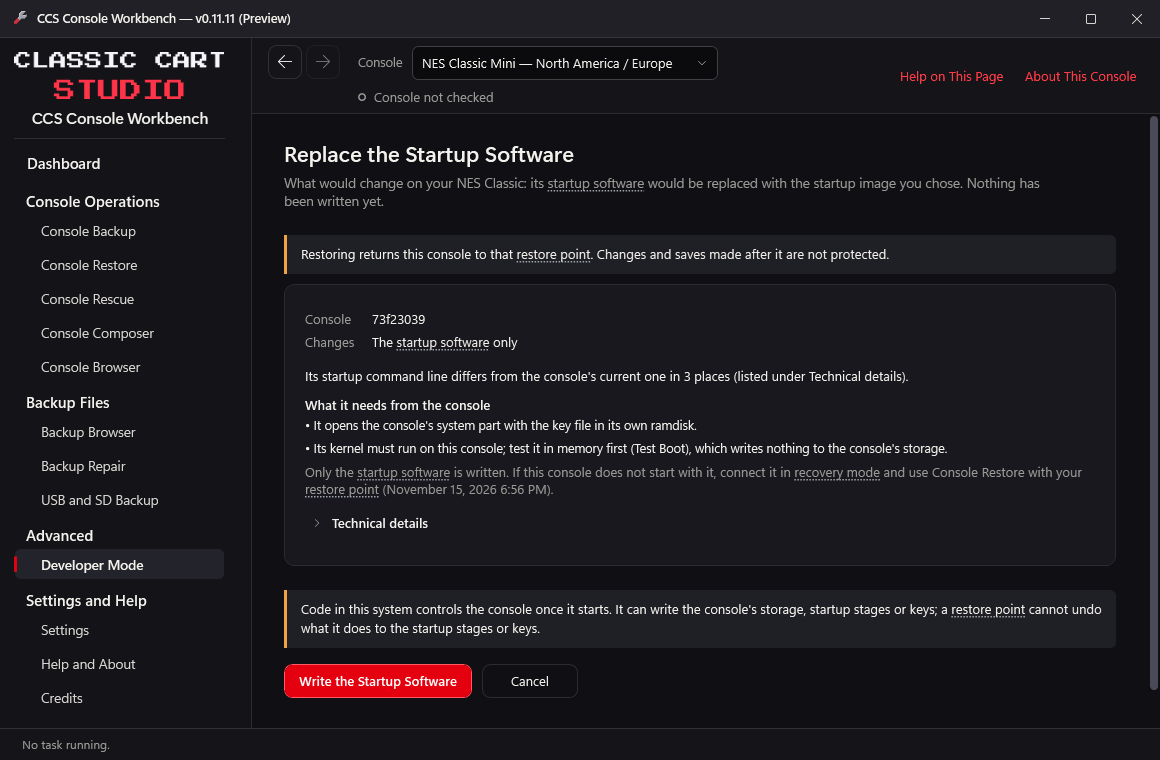 CCS Console Workbench — v0.11.11 (Preview)
CLASSIC CART
STUDIO
CCS Console Workbench
Dashboard
Console Operations
Console Backup
Console Restore
Console Rescue
Console Composer
Console Browser
Backup Files
Backup Browser
Backup Repair
USB and SD Backup
Advanced
Developer Mode
Settings and Help
Settings
Help and About
Credits
Console
NES Classic Mini — North America / Europe
Console not checked
Help on This Page
About This Console
Replace the Startup Software
What would change on your NES Classic: its startup software would be replaced with the startup image you chose. Nothing has
been written yet.
Restoring returns this console to that restore point. Changes and saves made after it are not protected.
Console 73f23039
Changes The startup software only
Its startup command line differs from the console's current one in 3 places (listed under Technical details).
What it needs from the console
• It opens the console's system part with the key file in its own ramdisk.
• Its kernel must run on this console; test it in memory first (Test Boot), which writes nothing to the console's storage.
Only the startup software is written. If this console does not start with it, connect it in recovery mode and use Console Restore with your
restore point (November 15, 2026 6:56 PM).
Technical details
Code in this system controls the console once it starts. It can write the console's storage, startup stages or keys; a restore point cannot undo
what it does to the startup stages or keys.
Write the Startup Software
Cancel
No task running.